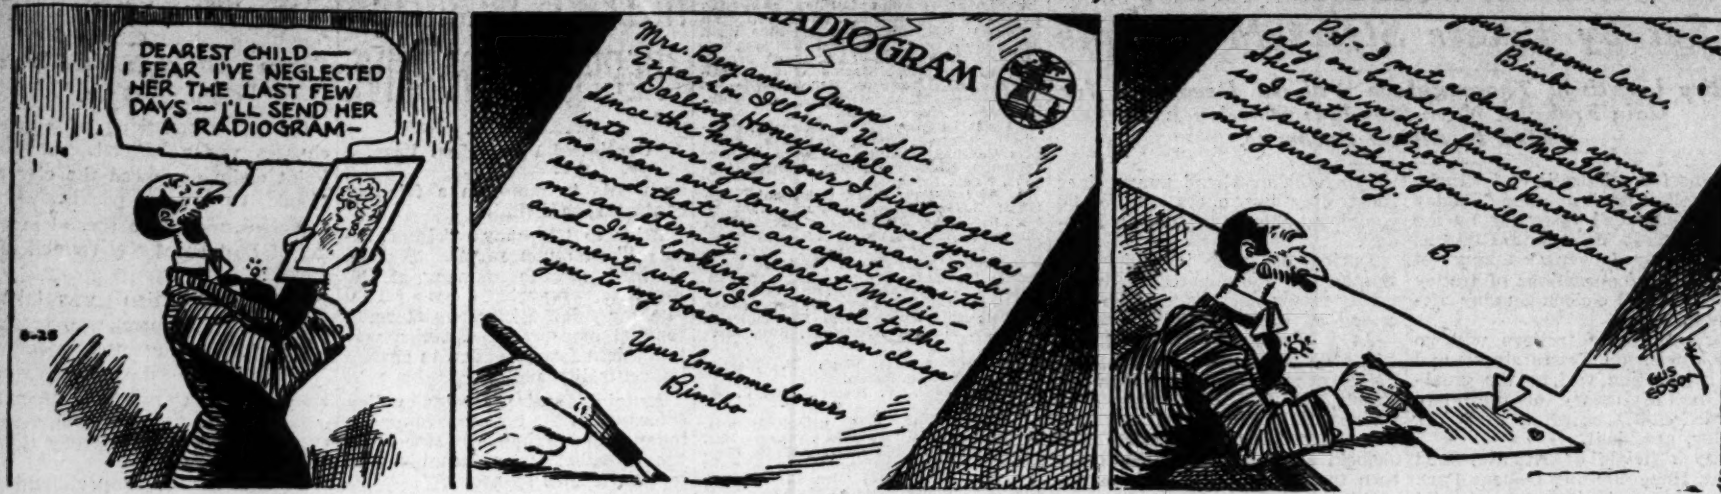 DEAREST CHILD —
I FEAR I'VE NEGLECTED
HER THE LAST FEW
DAYS — I'LL SEND HER
A RADIOGRAM —
8-25
RADIOGRAM
Mrs. Benjamin Gump
U.S.A.
Darling Honeysuckle..
Since the happy hour I first gazed
into your eyes, I have loved you as
no man ever loved a woman. Each
second that we are apart seems to
me an eternity, dearest Millie —
and I'm looking forward to the
moment when I can again clasp
you to my bosom.
Your lonesome lover,
Bimbo
your lonesome lover,
Bimbo
P.S. - I met a charming young
lady on board named Mlle
She was in dire financial straits
so I lent her $2,000 — I know,
my sweet, that you will applaud
my generosity.
B.
GUS
EDSON